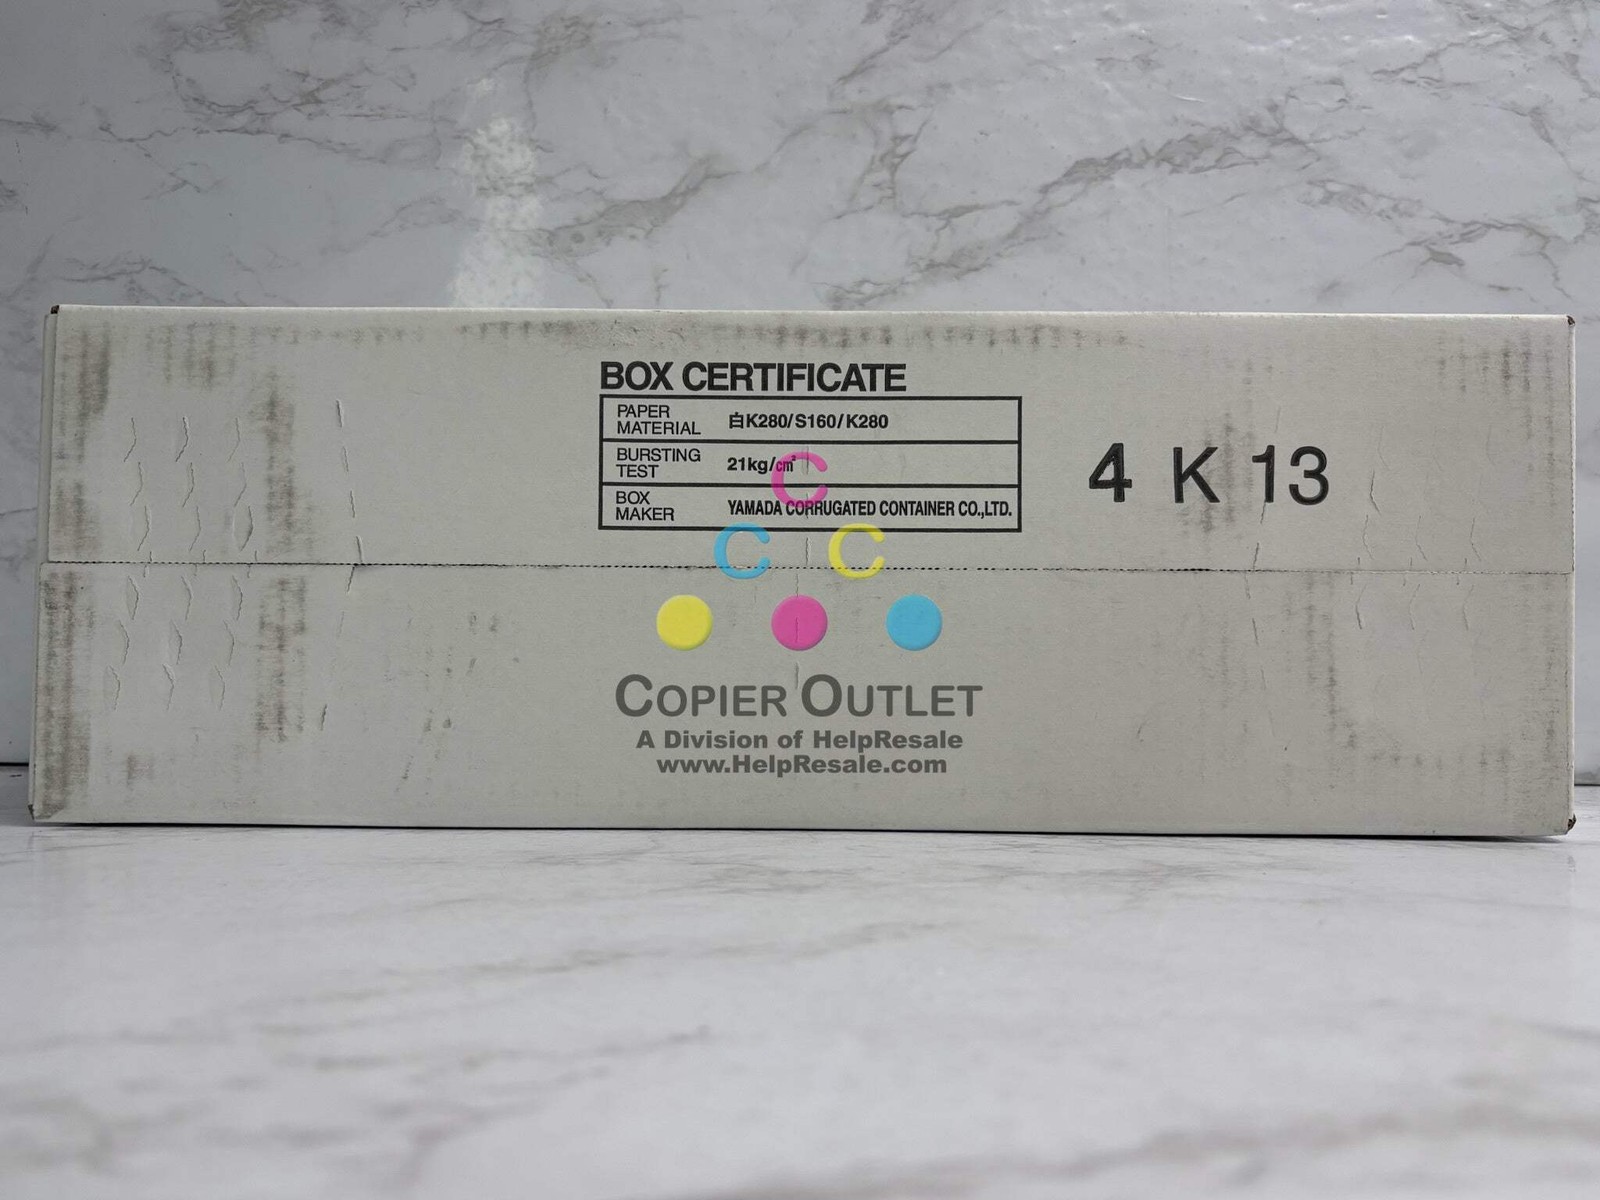 BOX CERTIFICATE
PAPER MATERIAL 白K280/S160/K280
BURSTING TEST 21kg/cm²
BOX MAKER YAMADA CORRUGATED CONTAINER CO.,LTD.
4 K 13
C
C C
COPIER OUTLET
A Division of HelpResale
www.HelpResale.com